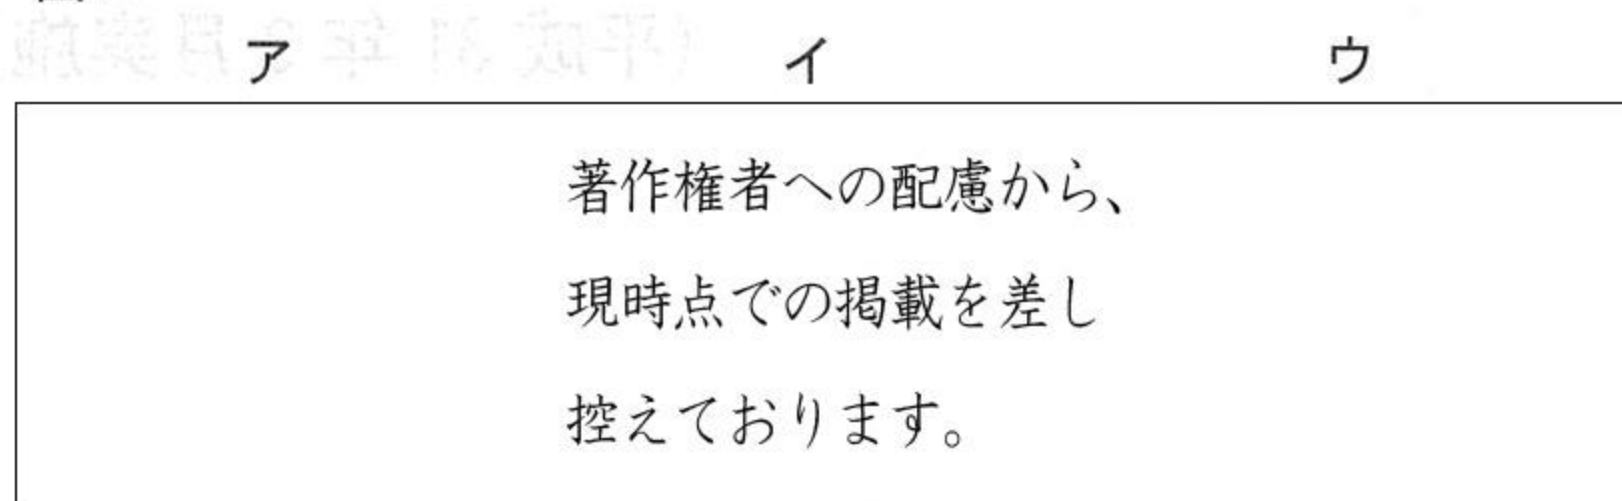 ア イ ウ
著作権者への配慮から、
現時点での掲載を差し
控えております。